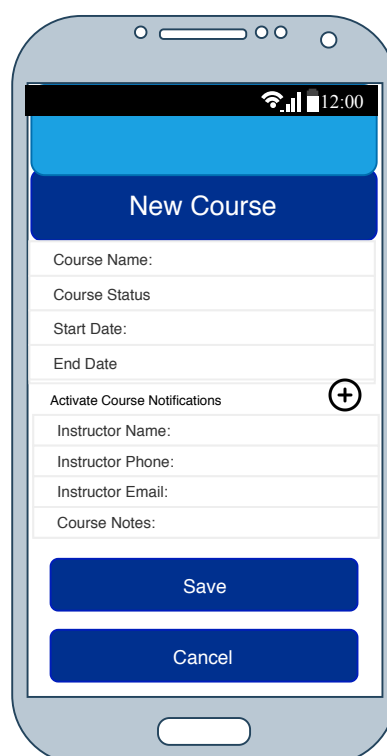 12:00
New Course
Course Name:
Course Status
Start Date:
End Date
Activate Course Notifications
Instructor Name:
Instructor Phone:
Instructor Email:
Course Notes:
Save
Cancel